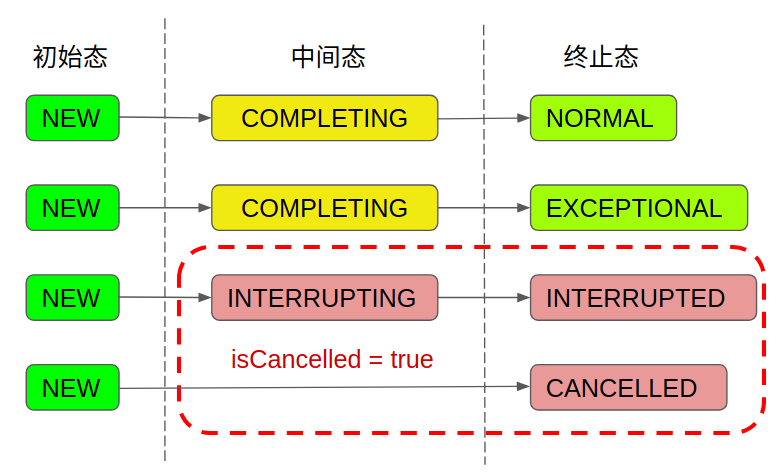 初始态 中间态 终止态
NEW COMPLETING NORMAL
NEW COMPLETING EXCEPTIONAL
NEW INTERRUPTING INTERRUPTED
isCancelled = true
NEW CANCELLED